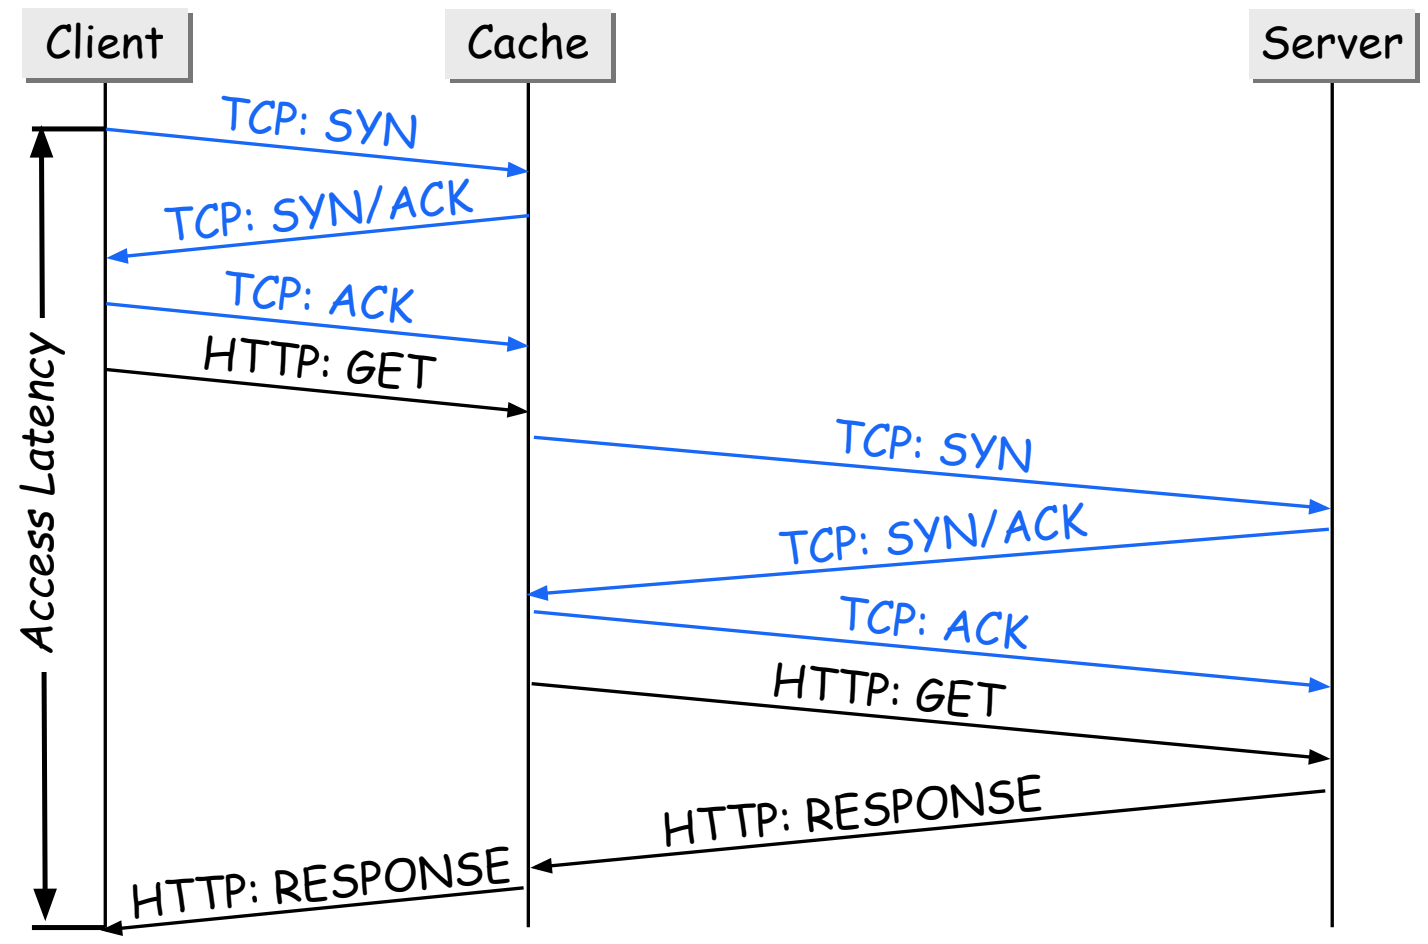 Client
Cache
Server
TCP: SYN
TCP: SYN/ACK
TCP: ACK
HTTP: GET
Access Latency
TCP: SYN
TCP: SYN/ACK
TCP: ACK
HTTP: GET
HTTP: RESPONSE
HTTP: RESPONSE